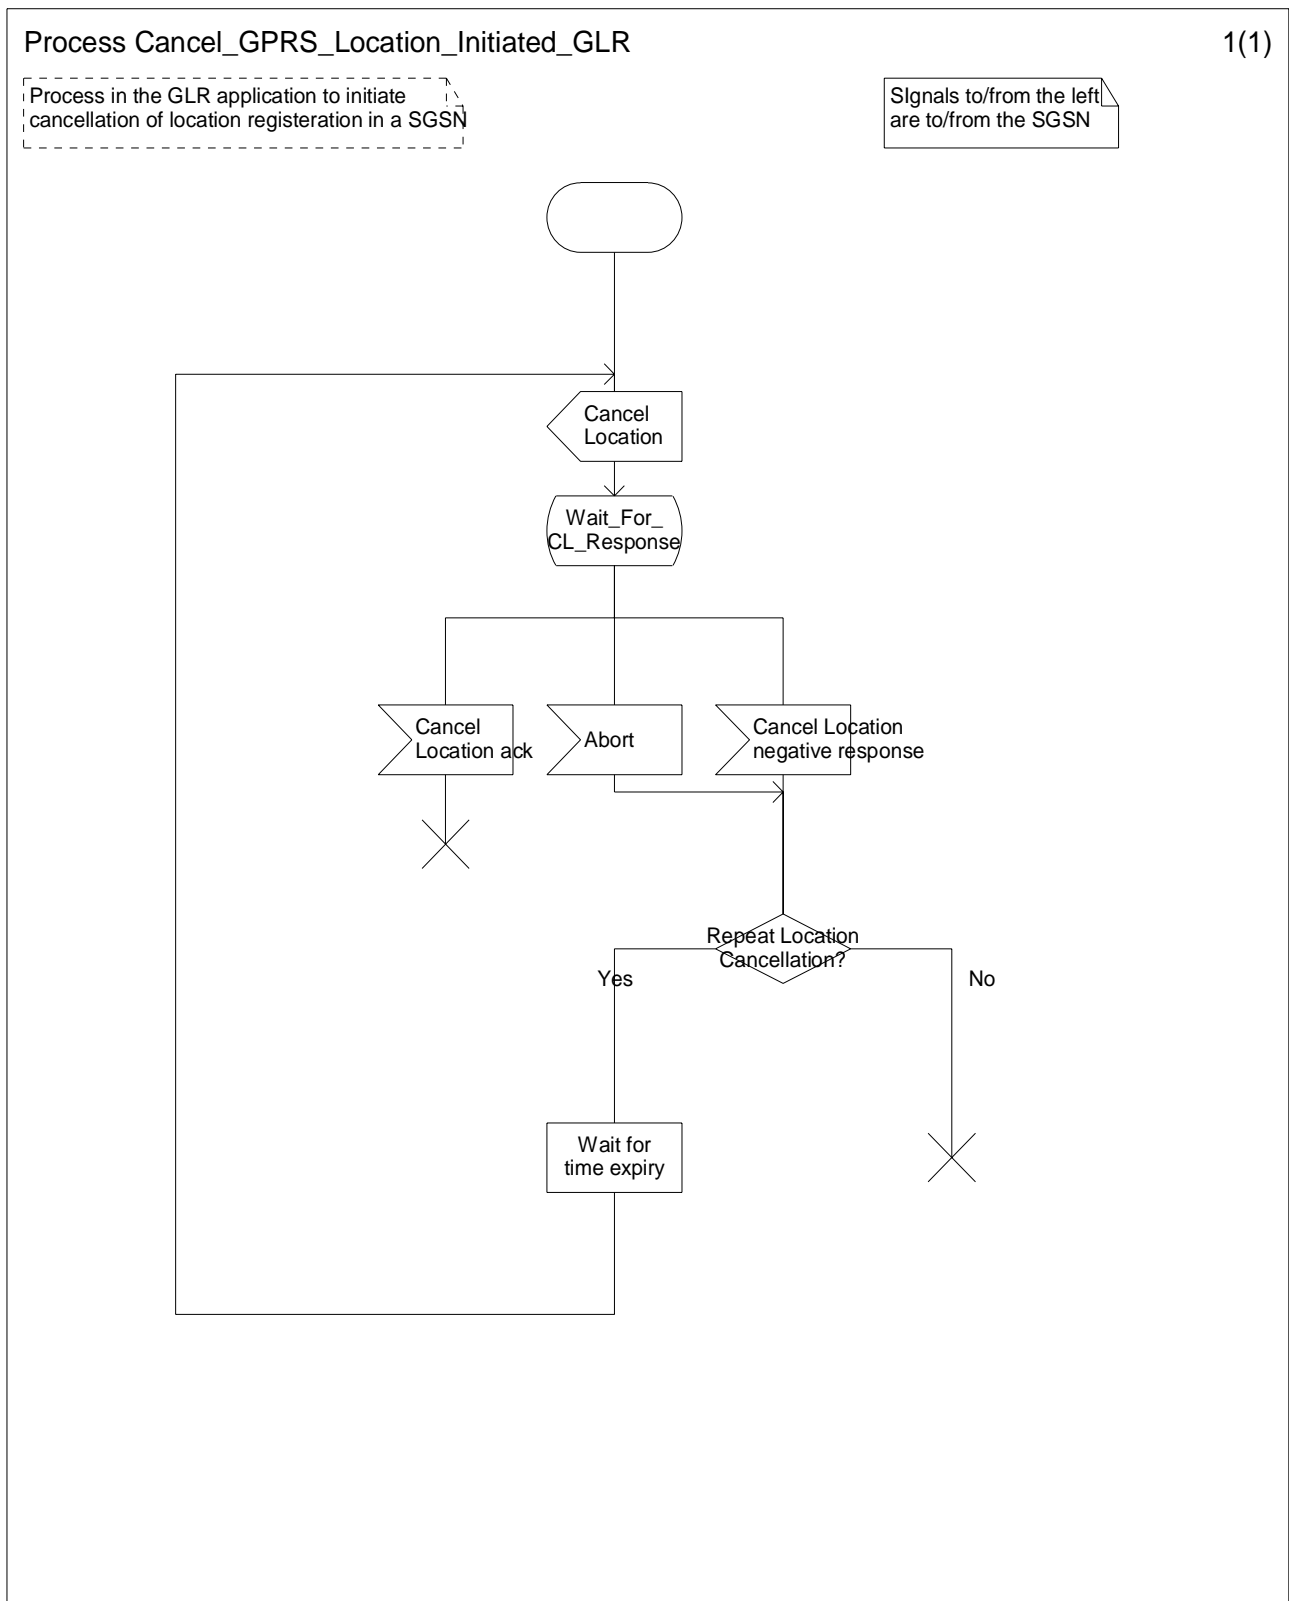 Process Cancel_GPRS_Location_Initiated_GLR
1(1)
Process in the GLR application to initiate
cancellation of location registeration in a SGSN
SIgnals to/from the left
are to/from the SGSN
Cancel
Location
Wait_For_
CL_Response
Cancel
Location ack
Abort
Cancel Location
negative response
Repeat Location
Cancellation?
Yes
No
Wait for
time expiry